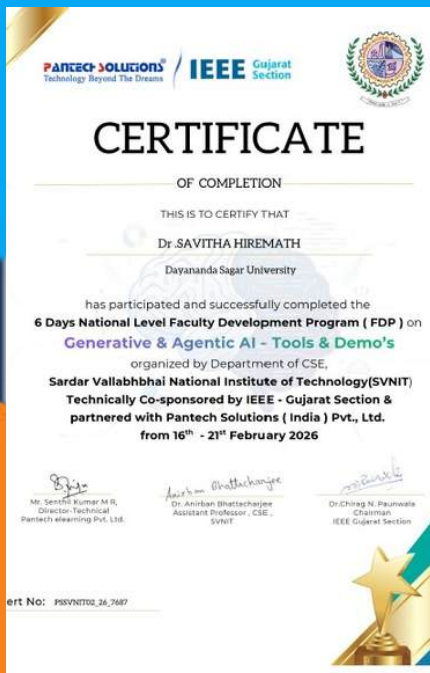 PANTECH SOLUTIONS®
Technology Beyond The Dreams
IEEE Gujarat Section
CERTIFICATE
OF COMPLETION
THIS IS TO CERTIFY THAT
Dr .SAVITHA HIREMATH
Dayananda Sagar University
has participated and successfully completed the
6 Days National Level Faculty Development Program ( FDP ) on
Generative & Agentic AI - Tools & Demo's
organized by Department of CSE,
Sardar Vallabhbhai National Institute of Technology(SVNIT)
Technically Co-sponsored by IEEE - Gujarat Section &
partnered with Pantech Solutions ( India ) Pvt., Ltd.
from 16th - 21st February 2026
Anirban Bhattacharjee
Mr. Senthil Kumar M R,
Director-Technical
Pantech elearning Pvt. Ltd.
Dr. Anirban Bhattacharjee
Assistant Professor , CSE ,
SVNIT
Dr.Chirag N. Paunwala
Chairman
IEEE Gujarat Section
ert No: PSSVNIT02_26_7687